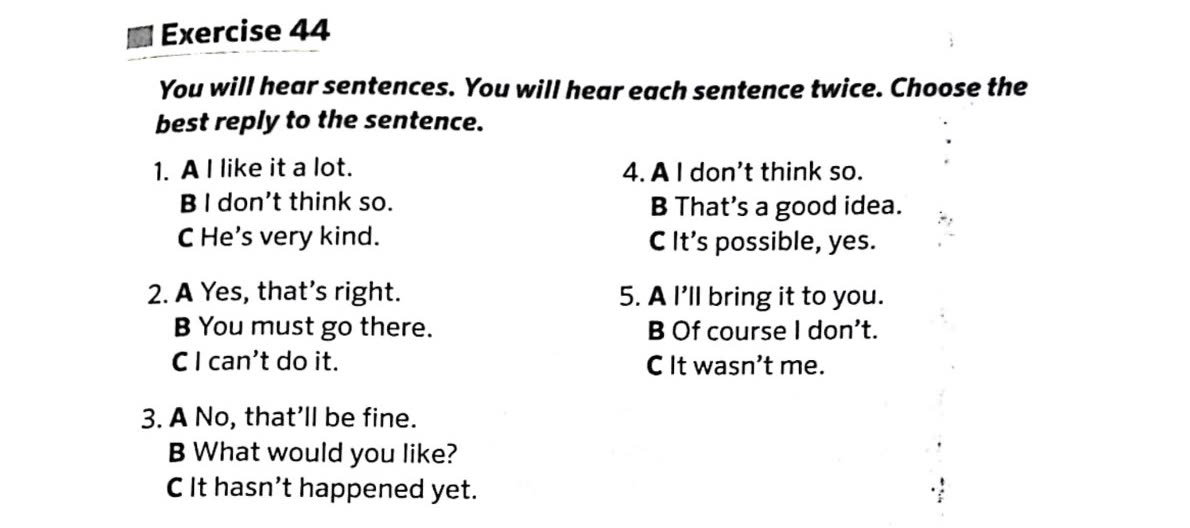 Exercise 44
You will hear sentences. You will hear each sentence twice. Choose the
best reply to the sentence.
1. A I like it a lot.
B I don't think so.
C He's very kind.
2. A Yes, that's right.
B You must go there.
C I can't do it.
3. A No, that'll be fine.
B What would you like?
C It hasn't happened yet.
4. A I don't think so.
B That's a good idea.
C It's possible, yes.
5. A I'll bring it to you.
B Of course I don't.
C It wasn't me.